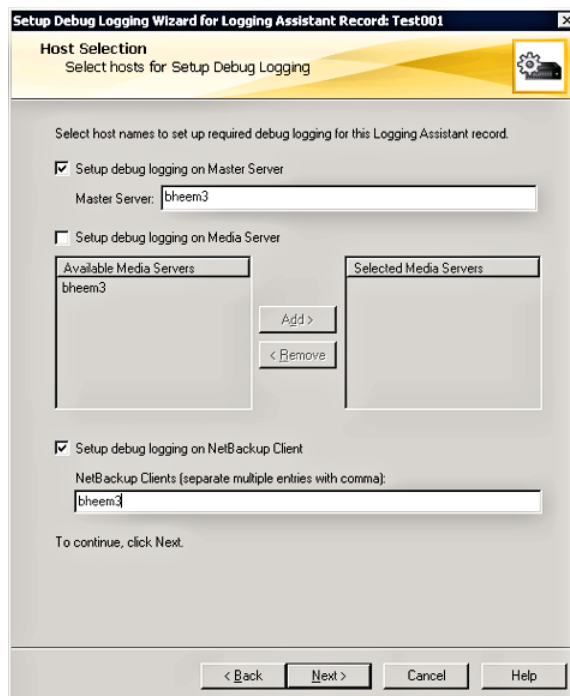 Setup Debug Logging Wizard for Logging Assistant Record: Test001
Host Selection
Select hosts for Setup Debug Logging
Select host names to set up required debug logging for this Logging Assistant record.
Setup debug logging on Master Server
Master Server: bheem3
Setup debug logging on Media Server
Available Media Servers Selected Media Servers
bheem3
Add >
< Remove
Setup debug logging on NetBackup Client
NetBackup Clients (separate multiple entries with comma):
bheem3
To continue, click Next.
< Back Next > Cancel Help